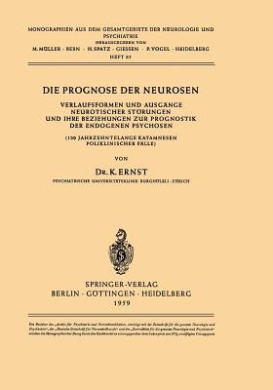 MONOGRAPHIEN AUS DEM GESAMTGEBIETE DER NEUROLOGIE UND
PSYCHIATRIE
HERAUSGEGEBEN VON
M. MÜLLER - BERN · H. SPATZ - GIESSEN · P. VOGEL - HEIDELBERG
HEFT 85
DIE PROGNOSE DER NEUROSEN
VERLAUFSFORMEN UND AUSGÄNGE
NEUROTISCHER STÖRUNGEN
UND IHRE BEZIEHUNGEN ZUR PROGNOSTIK
DER ENDOGENEN PSYCHOSEN
(120 JAHRZEHNTELANGE KATAMNESEN
POLIKLINISCHER FÄLLE)
VON
DR. K. ERNST
PSYCHIATRISCHE UNIVERSITÄTSKLINIK BURGHÖLZLI - ZÜRICH
SPRINGER-VERLAG
BERLIN · GÖTTINGEN · HEIDELBERG
1959